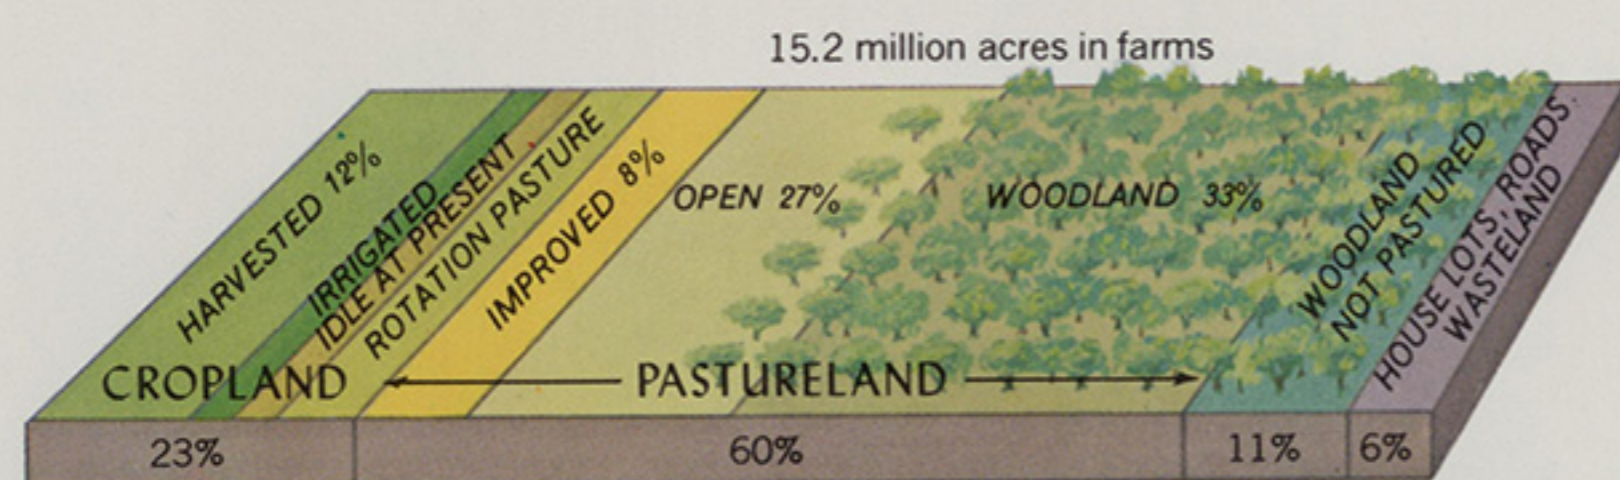 15.2 million acres in farms
HARVESTED 12%
IRRIGATED
IDLE AT PRESENT
ROTATION PASTURE
IMPROVED 8%
OPEN 27%
WOODLAND 33%
WOODLAND
NOT PASTURED
HOUSE LOTS, ROADS,
WASTELAND
CROPLAND
PASTURELAND
23%
60%
11%
6%